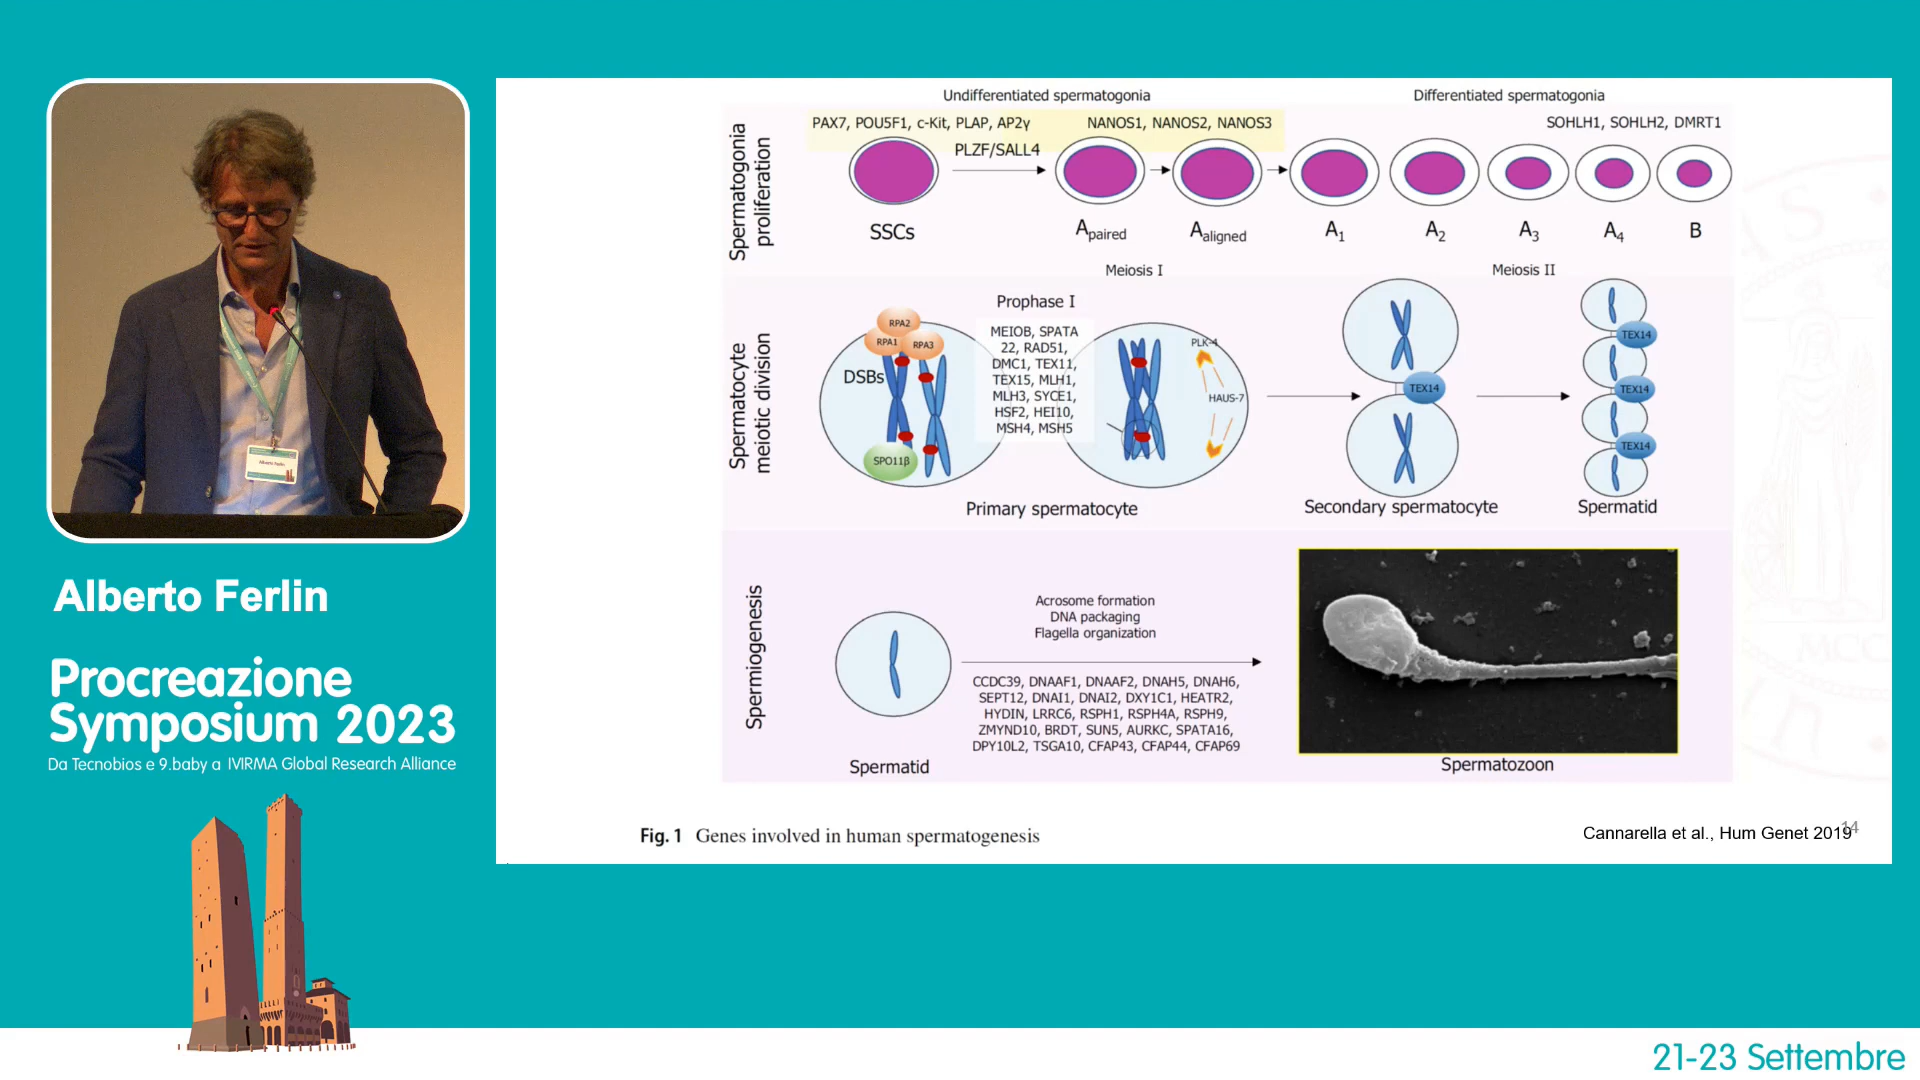 Alberto Ferlin
Alberto Ferlin
Procreazione
Symposium 2023
Da Tecnobios e 9.baby a IVIRMA Global Research Alliance
Undifferentiated spermatogonia
Differentiated spermatogonia
Spermatogonia
proliferation
PAX7, POU5F1, c-Kit, PLAP, AP2γ
NANOS1, NANOS2, NANOS3
SOHLH1, SOHLH2, DMRT1
PLZF/SALL4
SSCs
Apaired
Aaligned
A1
A2
A3
A4
B
Meiosis I
Meiosis II
Spermatocyte
meiotic division
Prophase I
RPA2
RPA1
RPA3
DSBs
SPO11β
MEIOB, SPATA
22, RAD51,
DMC1, TEX11,
TEX15, MLH1,
MLH3, SYCE1,
HSF2, HEI10,
MSH4, MSH5
PLK-4
HAUS-7
TEX14
TEX14
TEX14
TEX14
Primary spermatocyte
Secondary spermatocyte
Spermatid
Spermiogenesis
Acrosome formation
DNA packaging
Flagella organization
CCDC39, DNAAF1, DNAAF2, DNAH5, DNAH6,
SEPT12, DNAI1, DNAI2, DXY1C1, HEATR2,
HYDIN, LRRC6, RSPH1, RSPH4A, RSPH9,
ZMYND10, BRDT, SUN5, AURKC, SPATA16,
DPY10L2, TSGA10, CFAP43, CFAP44, CFAP69
Spermatid
Spermatozoon
Fig. 1 Genes involved in human spermatogenesis
Cannarella et al., Hum Genet 2019
14
MCC
21-23 Settembre